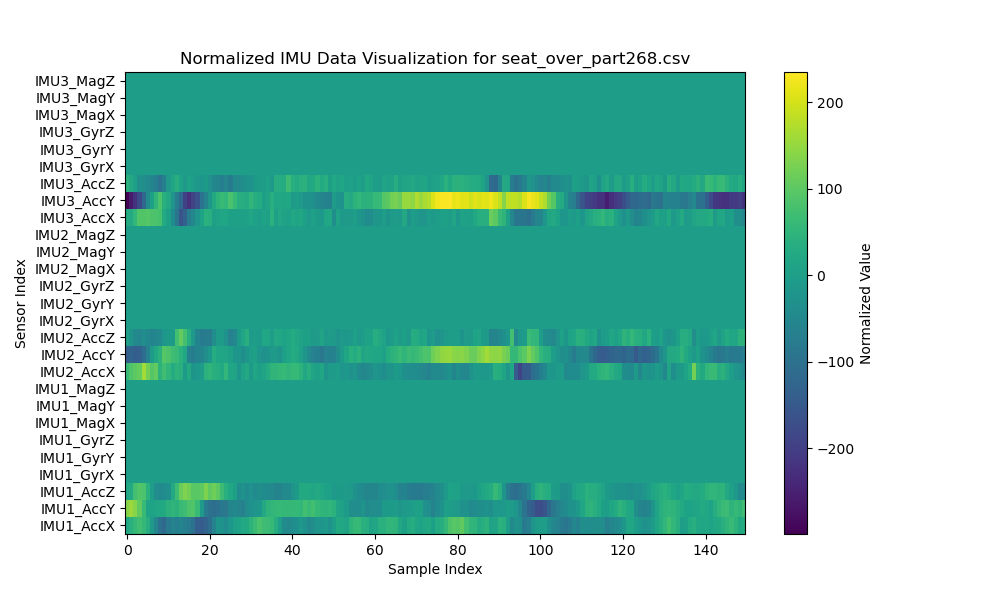 Normalized IMU Data Visualization for seat_over_part268.csv
IMU3_MagZ
IMU3_MagY
IMU3_MagX
IMU3_GyrZ
IMU3_GyrY
IMU3_GyrX
IMU3_AccZ
IMU3_AccY
IMU3_AccX
IMU2_MagZ
IMU2_MagY
IMU2_MagX
IMU2_GyrZ
IMU2_GyrY
IMU2_GyrX
IMU2_AccZ
IMU2_AccY
IMU2_AccX
IMU1_MagZ
IMU1_MagY
IMU1_MagX
IMU1_GyrZ
IMU1_GyrY
IMU1_GyrX
IMU1_AccZ
IMU1_AccY
IMU1_AccX
Sensor Index
0 20 40 60 80 100 120 140
Sample Index
200
100
0
−100
−200
Normalized Value